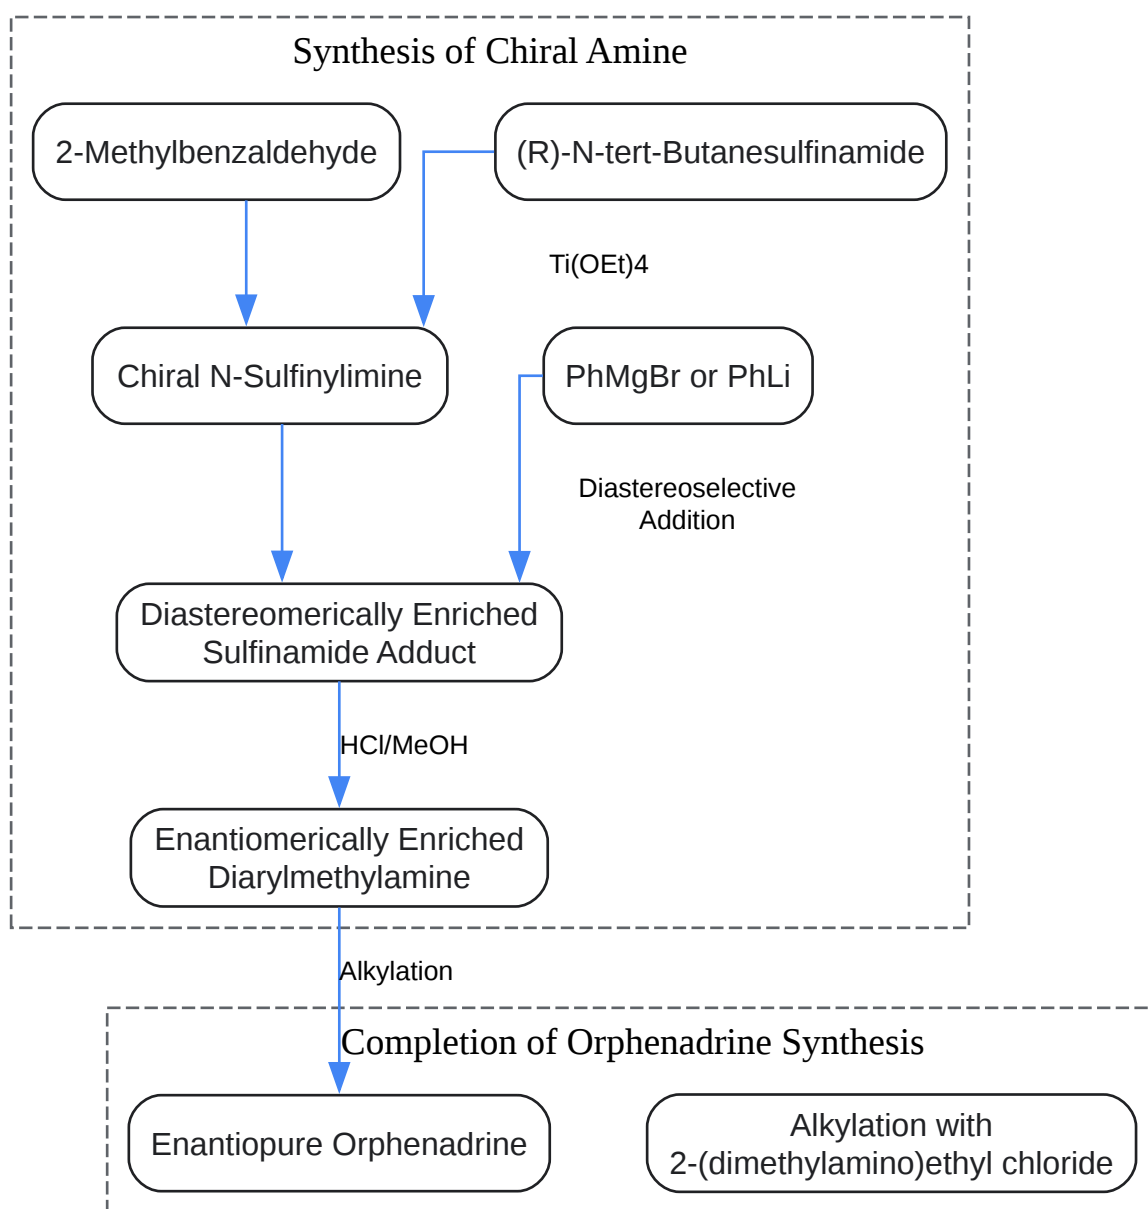 Synthesis of Chiral Amine
2-Methylbenzaldehyde
(R)-N-tert-Butanesulfinamide
Ti(OEt)4
Chiral N-Sulfinylimine
PhMgBr or PhLi
Diastereoselective
Addition
Diastereomerically Enriched
Sulfinamide Adduct
HCl/MeOH
Enantiomerically Enriched
Diarylmethylamine
Alkylation
Completion of Orphenadrine Synthesis
Enantiopure Orphenadrine
Alkylation with
2-(dimethylamino)ethyl chloride